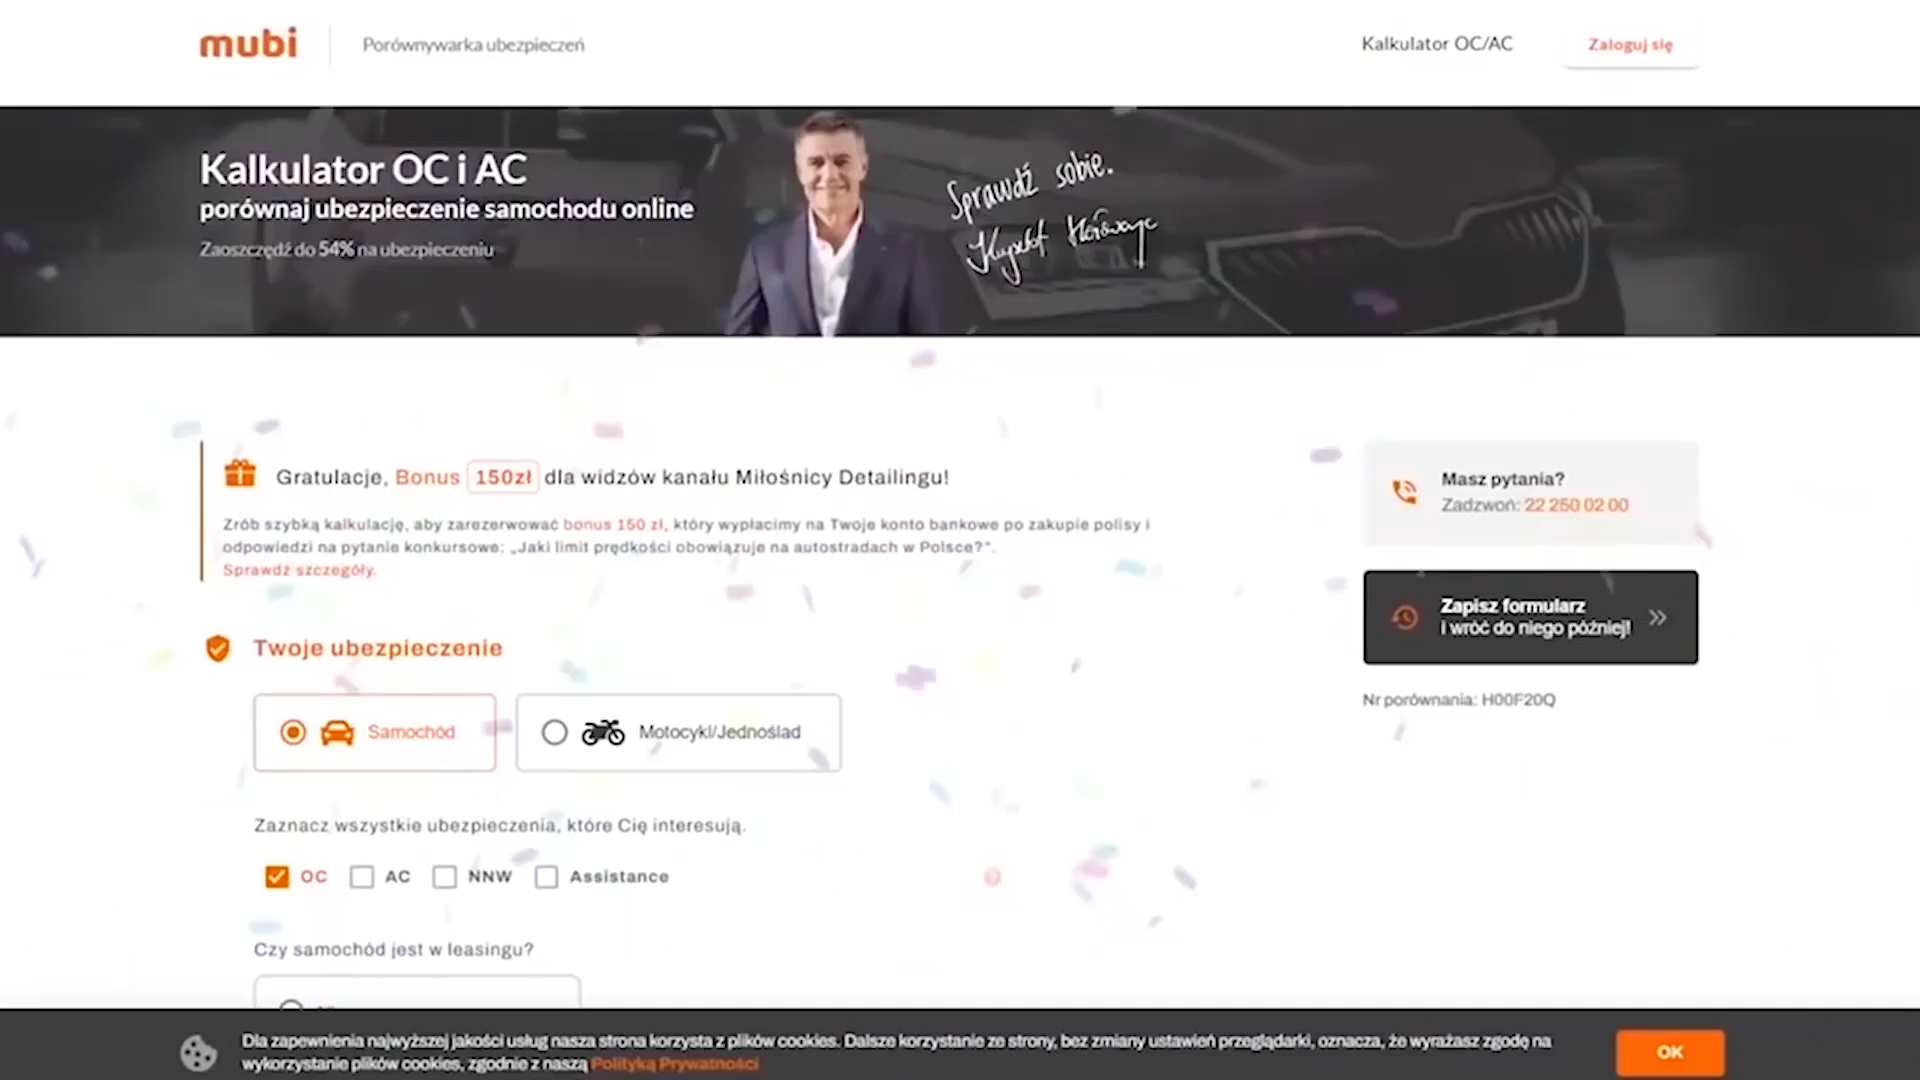 mubi
Porównywarka ubezpieczeń
Kalkulator OC/AC
Zaloguj się
Kalkulator OC i AC
porównaj ubezpieczenie samochodu online
Zaoszczędź do 54% na ubezpieczeniu
Sprawdź sobie.
Krzysztof Hołowczyc
Gratulacje, Bonus 150zł dla widzów kanału Miłośnicy Detailingu!
Zrób szybką kalkulację, aby zarezerwować bonus 150 zł, który wypłacimy na Twoje konto bankowe po zakupie polisy i
odpowiedzi na pytanie konkursowe: „Jaki limit prędkości obowiązuje na autostradach w Polsce?".
Sprawdź szczegóły.
Masz pytania?
Zadzwoń: 22 250 02 00
Zapisz formularz
i wróć do niego później!
Nr porównania: H00F20Q
Twoje ubezpieczenie
Samochód
Motocykl/Jednoślad
Zaznacz wszystkie ubezpieczenia, które Cię interesują.
OC AC NNW Assistance
Czy samochód jest w leasingu?
Dla zapewnienia najwyższej jakości usług nasza strona korzysta z plików cookies. Dalsze korzystanie ze strony, bez zmiany ustawień przeglądarki, oznacza, że wyrażasz zgodę na
wykorzystanie plików cookies, zgodnie z naszą Polityką Prywatności
OK